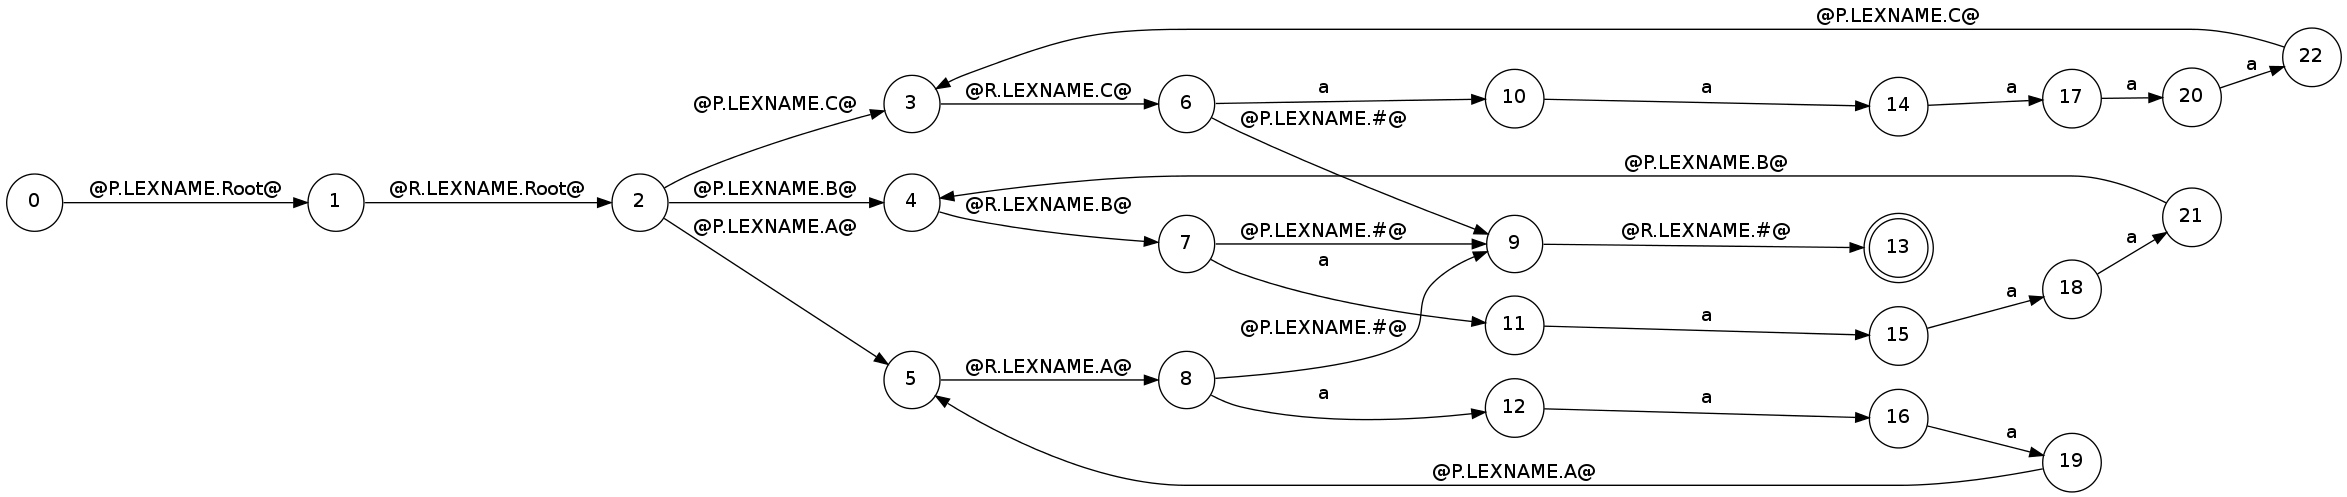 @P.LEXNAME.C@
22
a
@P.LEXNAME.C@
3
@R.LEXNAME.C@
6
a
10
a
14
a
17
a
20
@P.LEXNAME.#@
@P.LEXNAME.B@
0
@P.LEXNAME.Root@
1
@R.LEXNAME.Root@
2
@P.LEXNAME.B@
4
@R.LEXNAME.B@
21
@P.LEXNAME.A@
7
@P.LEXNAME.#@
9
@R.LEXNAME.#@
13
a
a
18
a
@P.LEXNAME.#@
11
a
15
5
@R.LEXNAME.A@
8
a
12
a
16
a
19
@P.LEXNAME.A@